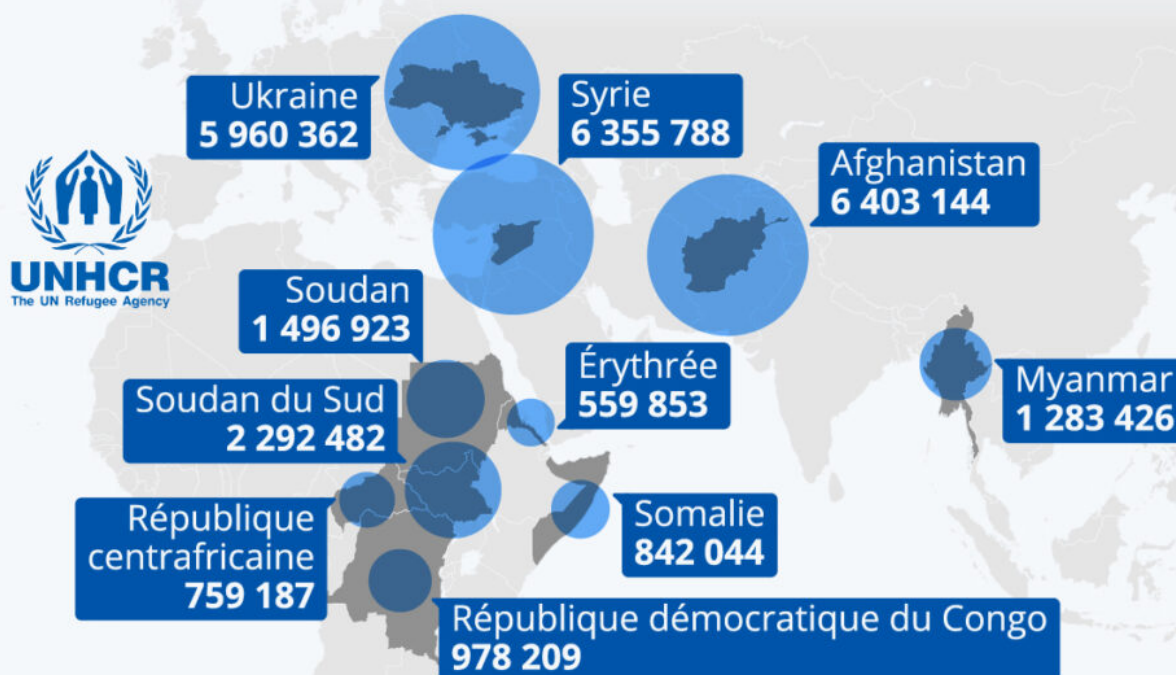 Ukraine
5 960 362
Syrie
6 355 788
Afghanistan
6 403 144
UNHCR
The UN Refugee Agency
Soudan
1 496 923
Érythrée
559 853
Myanmar
1 283 426
Soudan du Sud
2 292 482
République
centrafricaine
759 187
Somalie
842 044
République démocratique du Congo
978 209